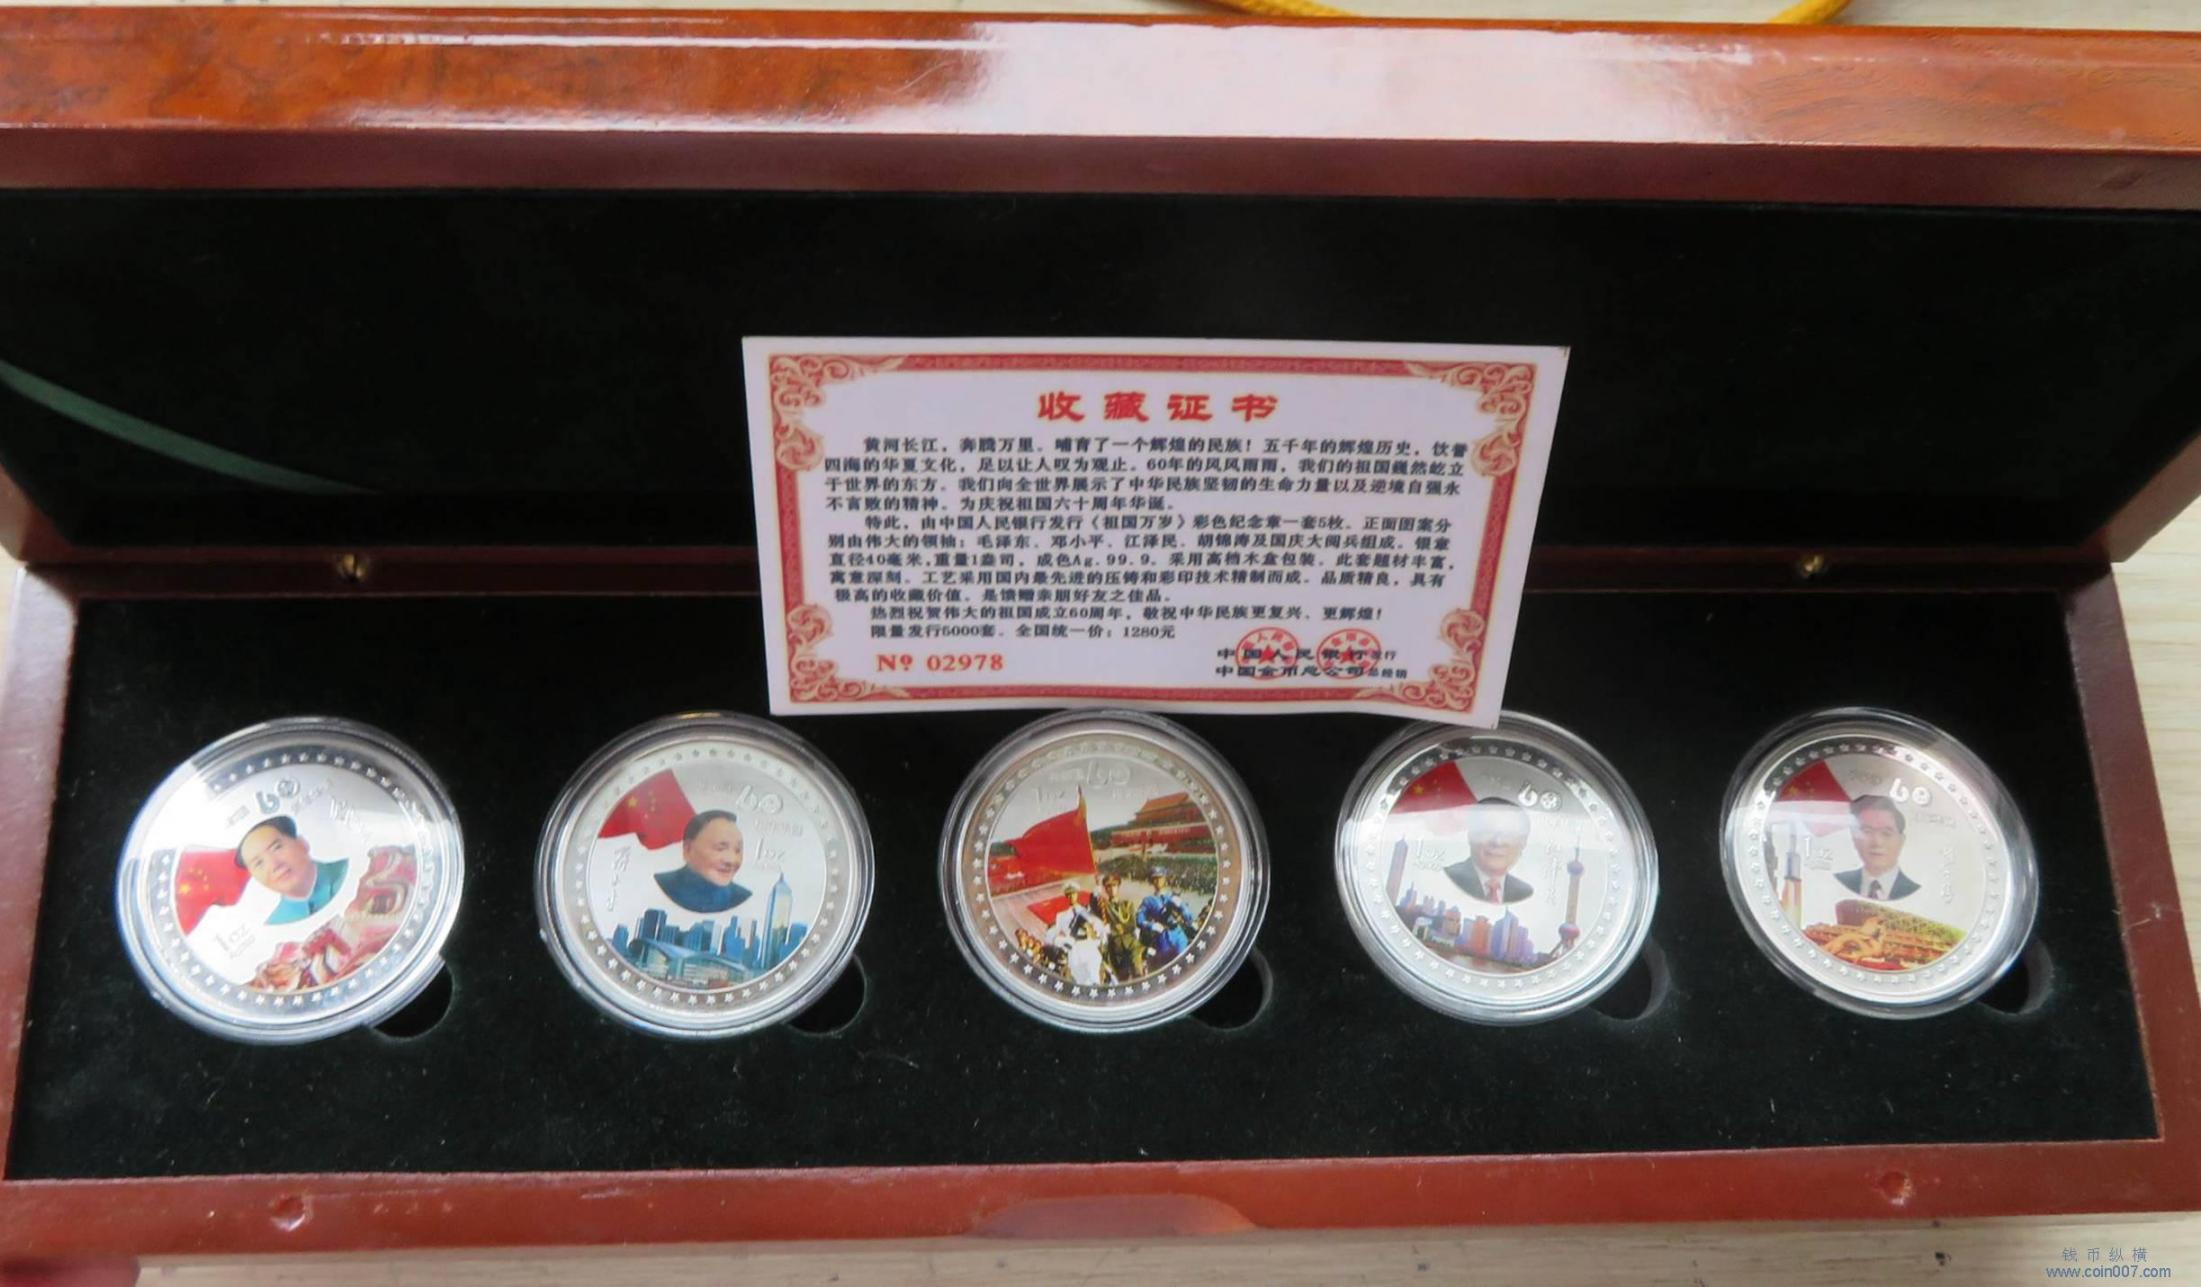 收藏证书
黄河长江，奔腾万里。哺育了一个辉煌的民族！五千年的辉煌历史，饮誉
四海的华夏文化，足以让人叹为观止。60年的风风雨雨，我们的祖国巍然屹立
于世界的东方。我们向全世界展示了中华民族坚韧的生命力量以及逆境自强永
不言败的精神。为庆祝祖国六十周年华诞。
特此，由中国人民银行发行《祖国万岁》彩色纪念章一套5枚。正面图案分
别由伟大的领袖：毛泽东、邓小平、江泽民、胡锦涛及国庆大阅兵组成。银章
直径40毫米，重量1盎司，成色Ag.99.9。采用高档木盒包装。此套题材丰富，
寓意深刻。工艺采用国内最先进的压铸和彩印技术精制而成。品质精良，具有
极高的收藏价值。是馈赠亲朋好友之佳品。
热烈祝贺伟大的祖国成立60周年，敬祝中华民族更复兴、更辉煌！
限量发行5000套。全国统一价：1280元
No 02978
中国人民银行发行
中国金币总公司总经销
60
1oz
60
1oz
60
1oz
60
1oz
60
1oz
钱币纵横
www.coin007.com